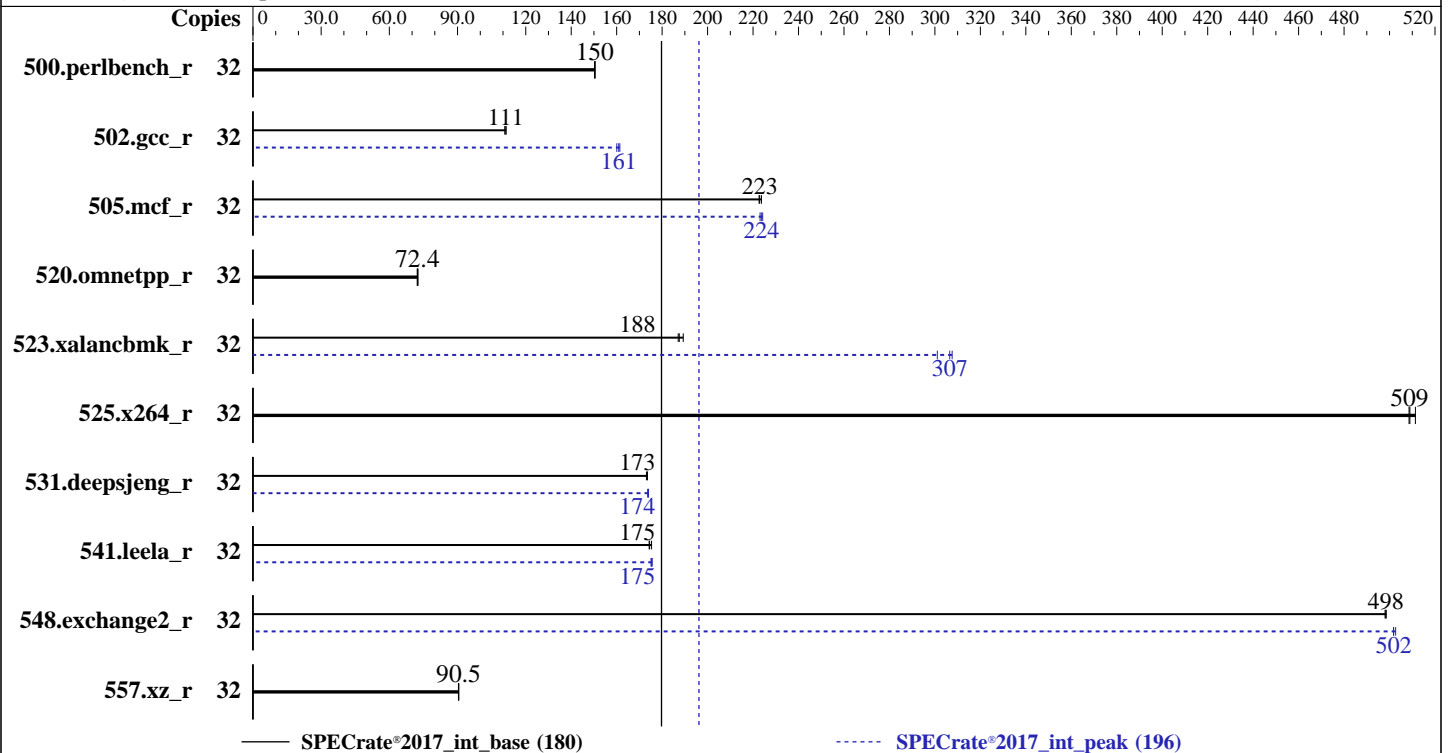 Copies 0 30.0 60.0 90.0 120 140 160 180 200 220 240 260 280 300 320 340 360 380 400 420 440 460 480 520
500.perlbench_r 32 150
502.gcc_r 32 111
161
505.mcf_r 32 223
224
520.omnetpp_r 32 72.4
523.xalancbmk_r 32 188
307
525.x264_r 32 509
531.deepsjeng_r 32 173
174
541.leela_r 32 175
175
548.exchange2_r 32 498
502
557.xz_r 32 90.5
SPECrate®2017_int_base (180) SPECrate®2017_int_peak (196)